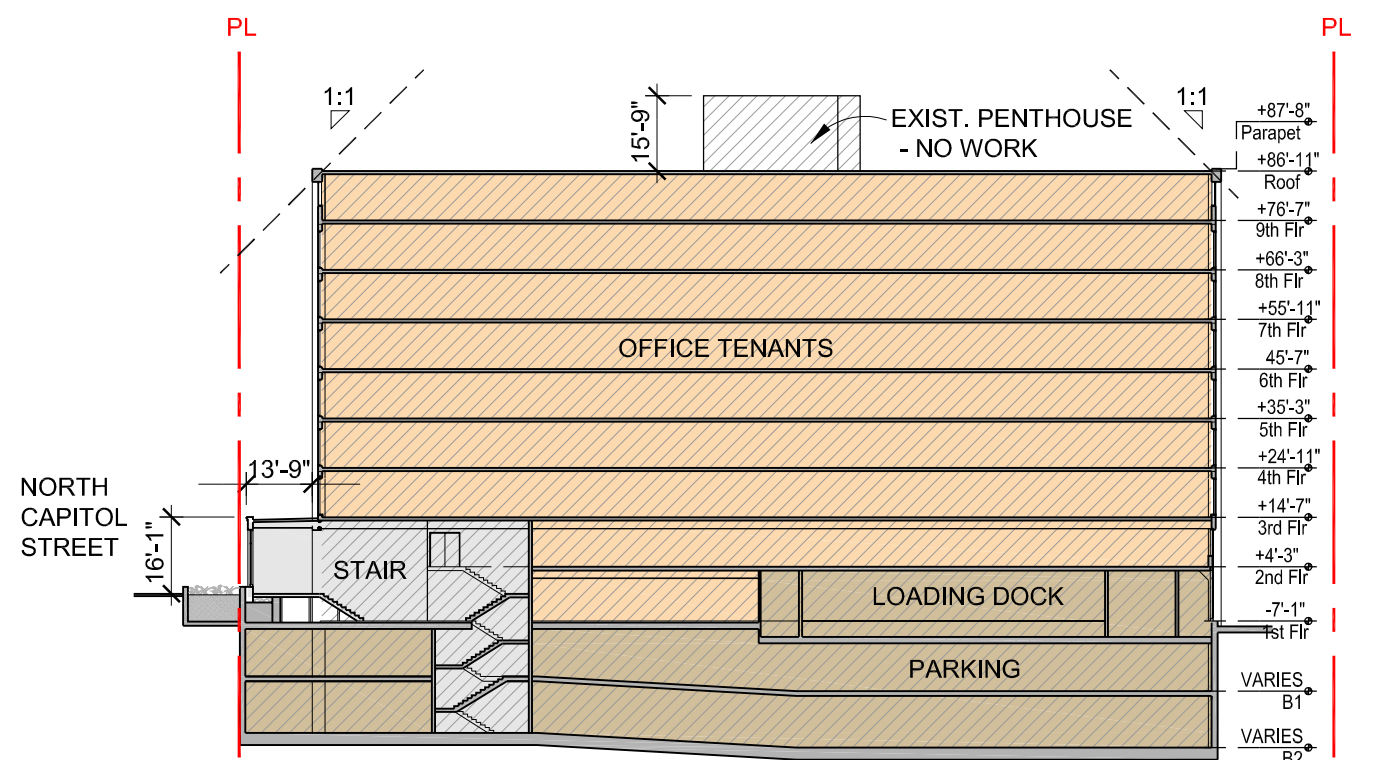 PL
PL
1:1
1:1
15'-9"
EXIST. PENTHOUSE
- NO WORK
+87'-8"
Parapet
+86'-11"
Roof
+76'-7"
9th Flr
+66'-3"
8th Flr
+55'-11"
7th Flr
OFFICE TENANTS
45'-7"
6th Flr
+35'-3"
5th Flr
+24'-11"
4th Flr
13'-9"
NORTH
CAPITOL
STREET
16'-1"
+14'-7"
3rd Flr
STAIR
+4'-3"
2nd Flr
LOADING DOCK
-7'-1"
1st Flr
PARKING
VARIES
B1
VARIES
B2